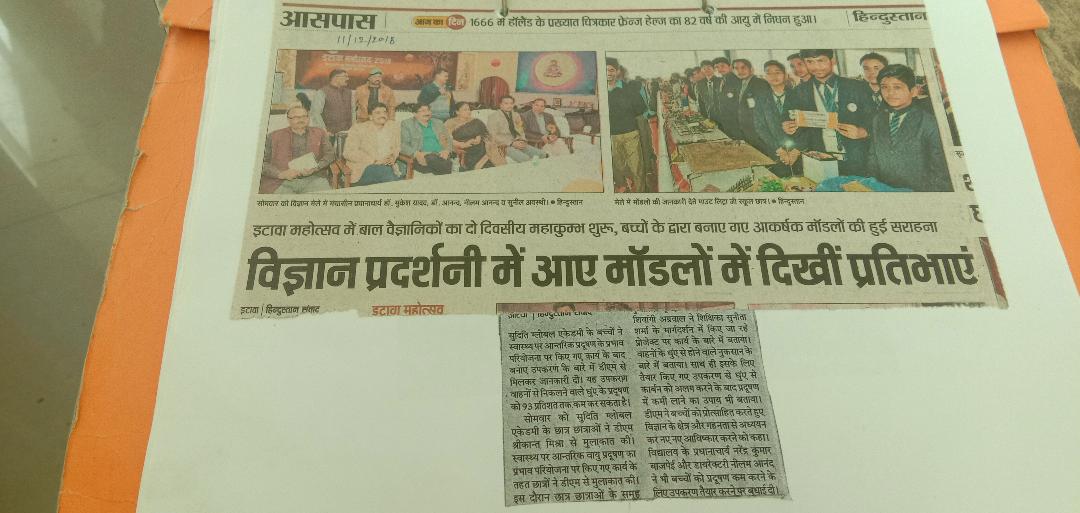 आसपास
आज का दिन 1666 में हॉलैंड के प्रख्यात चित्रकार फ्रेन्ज हेल्ज का 82 वर्ष की आयु में निधन हुआ।
हिन्दुस्तान
11/12/2018
इटावा महोत्सव 2018
सोमवार को विज्ञान मेले में मंचासीन प्रधानाचार्य डॉ. मुकेश यादव, डॉ. आनन्द, नीलम आनन्द व सुनील अवस्थी। ● हिन्दुस्तान
मेले में मॉडलों की जानकारी देते माउंट लिट्रा जी स्कूल छात्र। ● हिन्दुस्तान
इटावा महोत्सव में बाल वैज्ञानिकों का दो दिवसीय महाकुम्भ शुरू, बच्चों के द्वारा बनाए गए आकर्षक मॉडलों की हुई सराहना
विज्ञान प्रदर्शनी में आए मॉडलों में दिखीं प्रतिभाएं
इटावा | हिन्दुस्तान संवाद
इटावा महोत्सव
सुदिति ग्लोबल एकेडमी के बच्चों ने
स्वास्थ्य पर आन्तरिक प्रदूषण के प्रभाव
परियोजना पर किए गए कार्य के बाद
बनाए उपकरण के बारे में डीएम से
मिलकर जानकारी दी। यह उपकरण
वाहनों से निकलने वाले धुंए के प्रदूषण
को 93 प्रतिशत तक कम कर सकता है।
सोमवार को सुदिति ग्लोबल
एकेडमी के छात्र छात्राओं ने डीएम
श्रीकान्त मिश्रा से मुलाकात की।
स्वास्थ्य पर आन्तरिक वायु प्रदूषण का
प्रभाव परियोजना पर किए गए कार्य के
तहत छात्रों ने डीएम से मुलाकात की।
इस दौरान छात्र छात्राओं के समूह
शिवांगी अग्रवाल ने शिक्षिका सुनीता
शर्मा के मार्गदर्शन में किए जा रहे
प्रोजेक्ट पर कार्य के बारे में बताया।
वाहनों के धुंए से होने वाले नुकसान के
बारे में बताया। साथ ही इसके लिए
तैयार किए गए उपकरण से धुंए से
कार्बन को अलग करने के बाद प्रदूषण
में कमी लाने का उपाय भी बताया।
डीएम ने बच्चों को प्रोत्साहित करते हुए
विज्ञान के क्षेत्र और गहनता से अध्ययन
कर नए नए आविष्कार करने को कहा।
विद्यालय के प्रधानाचार्य नरेंद्र कुमार
बाजपेई और डायरेक्टरी नीलम आनंद
ने भी बच्चों को प्रदूषण कम करने के
लिए उपकरण तैयार करने पर बधाई दी।